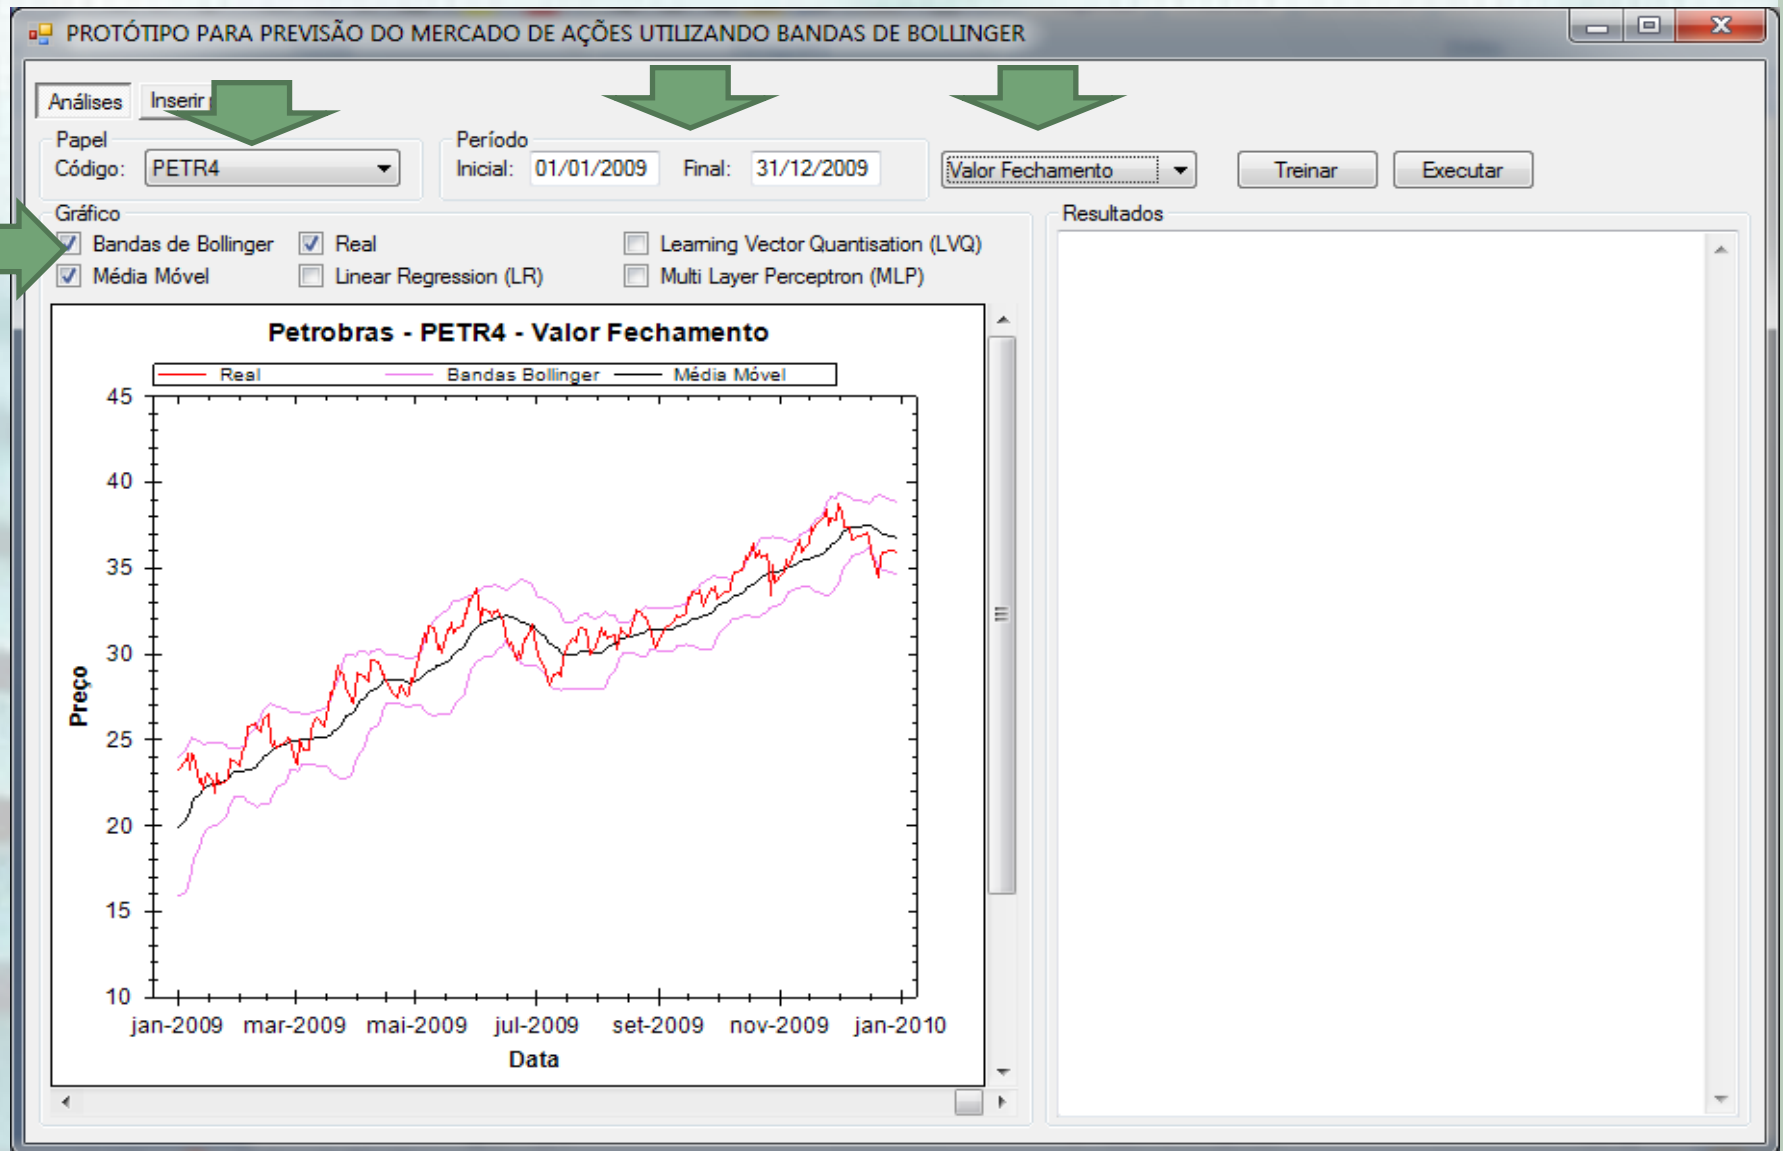 PROTÓTIPO PARA PREVISÃO DO MERCADO DE AÇÕES UTILIZANDO BANDAS DE BOLLINGER
Análises Inserir
Papel
Código: PETR4
Período
Inicial: 01/01/2009 Final: 31/12/2009
Valor Fechamento Treinar Executar
Gráfico
Bandas de Bollinger Real Learning Vector Quantisation (LVQ)
Média Móvel Linear Regression (LR) Multi Layer Perceptron (MLP)
Resultados
Petrobras - PETR4 - Valor Fechamento
Real Bandas Bollinger Média Móvel
45
40
35
30
25
20
15
10
Preço
jan-2009 mar-2009 mai-2009 jul-2009 set-2009 nov-2009 jan-2010
Data